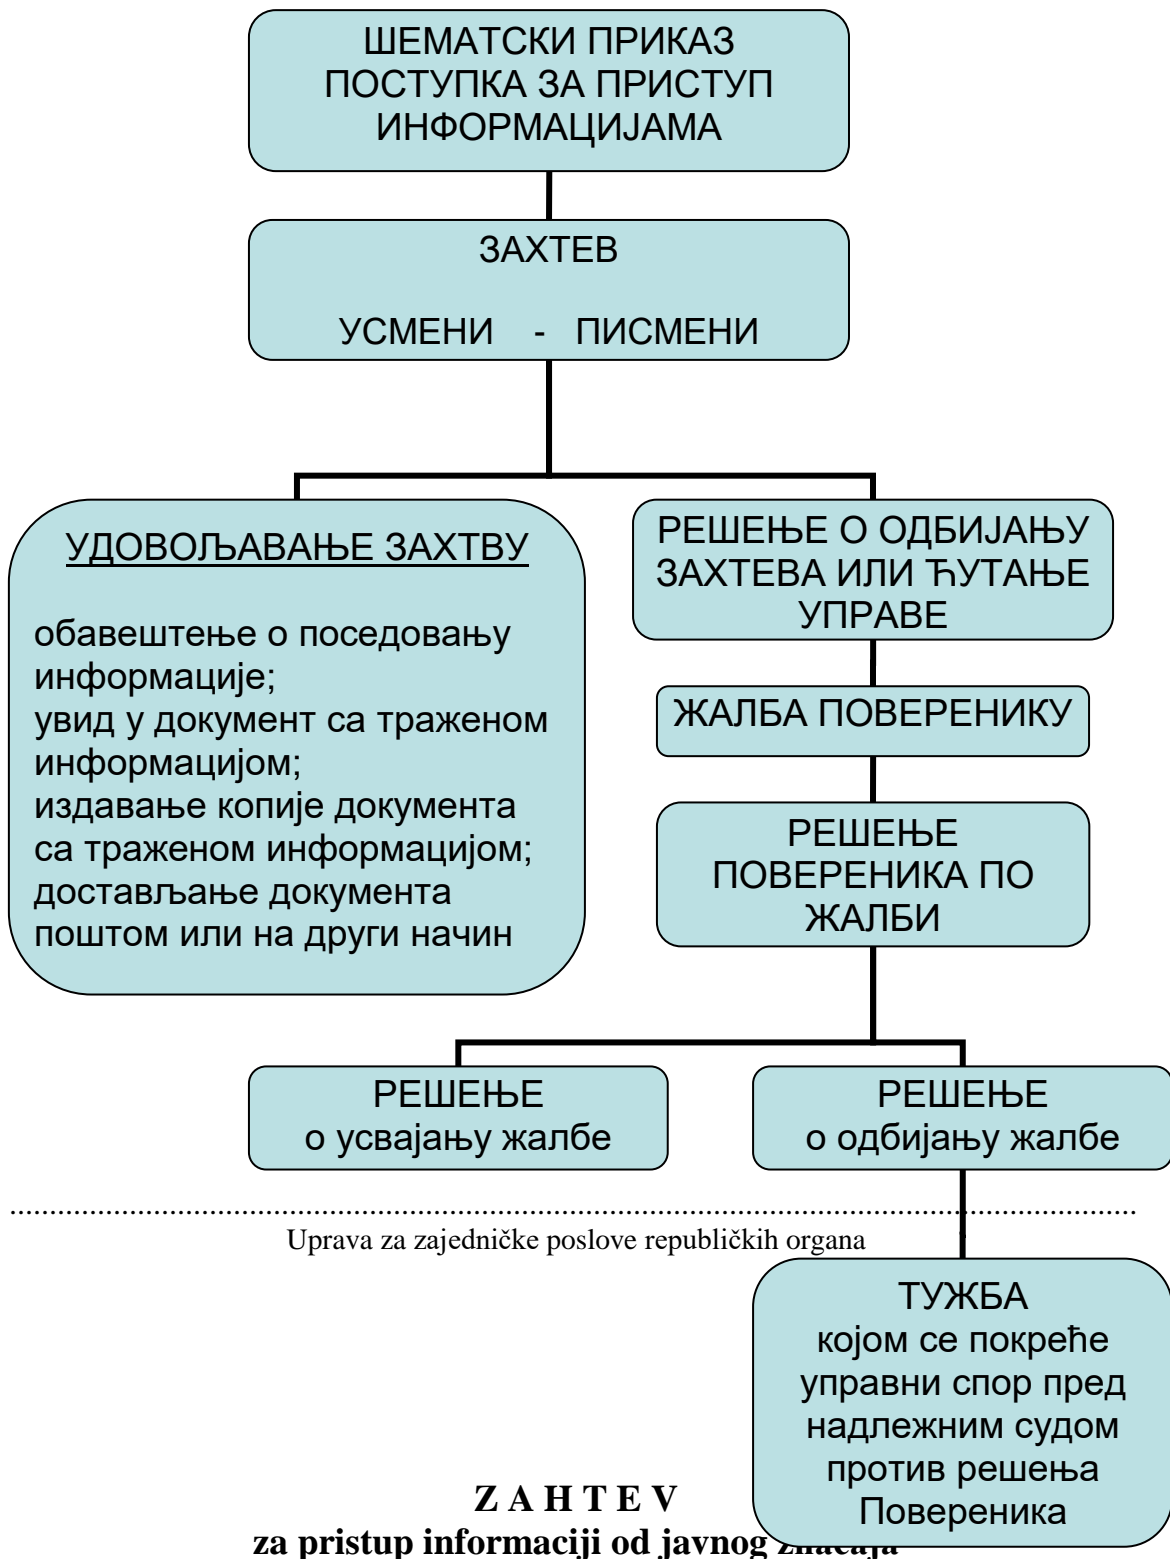 ШЕМАТСКИ ПРИКАЗ
ПОСТУПКА ЗА ПРИСТУП
ИНФОРМАЦИЈАМА
ЗАХТЕВ
УСМЕНИ - ПИСМЕНИ
УДОВОЉАВАЊЕ ЗАХТВУ
обавештење о поседовању
информације;
увид у документ са траженом
информацијом;
издавање копије документа
са траженом информацијом;
достављање документа
поштом или на други начин
РЕШЕЊЕ О ОДБИЈАЊУ
ЗАХТЕВА ИЛИ ЋУТАЊЕ
УПРАВЕ
ЖАЛБА ПОВЕРЕНИКУ
РЕШЕЊЕ
ПОВЕРЕНИКА ПО
ЖАЛБИ
РЕШЕЊЕ
о усвајању жалбе
РЕШЕЊЕ
о одбијању жалбе
Uprava za zajedničke poslove republičkih organa
ТУЖБА
којом се покреће
управни спор пред
надлежним судом
против решења
Повереника
Z A H T E V
za pristup informaciji od javnog